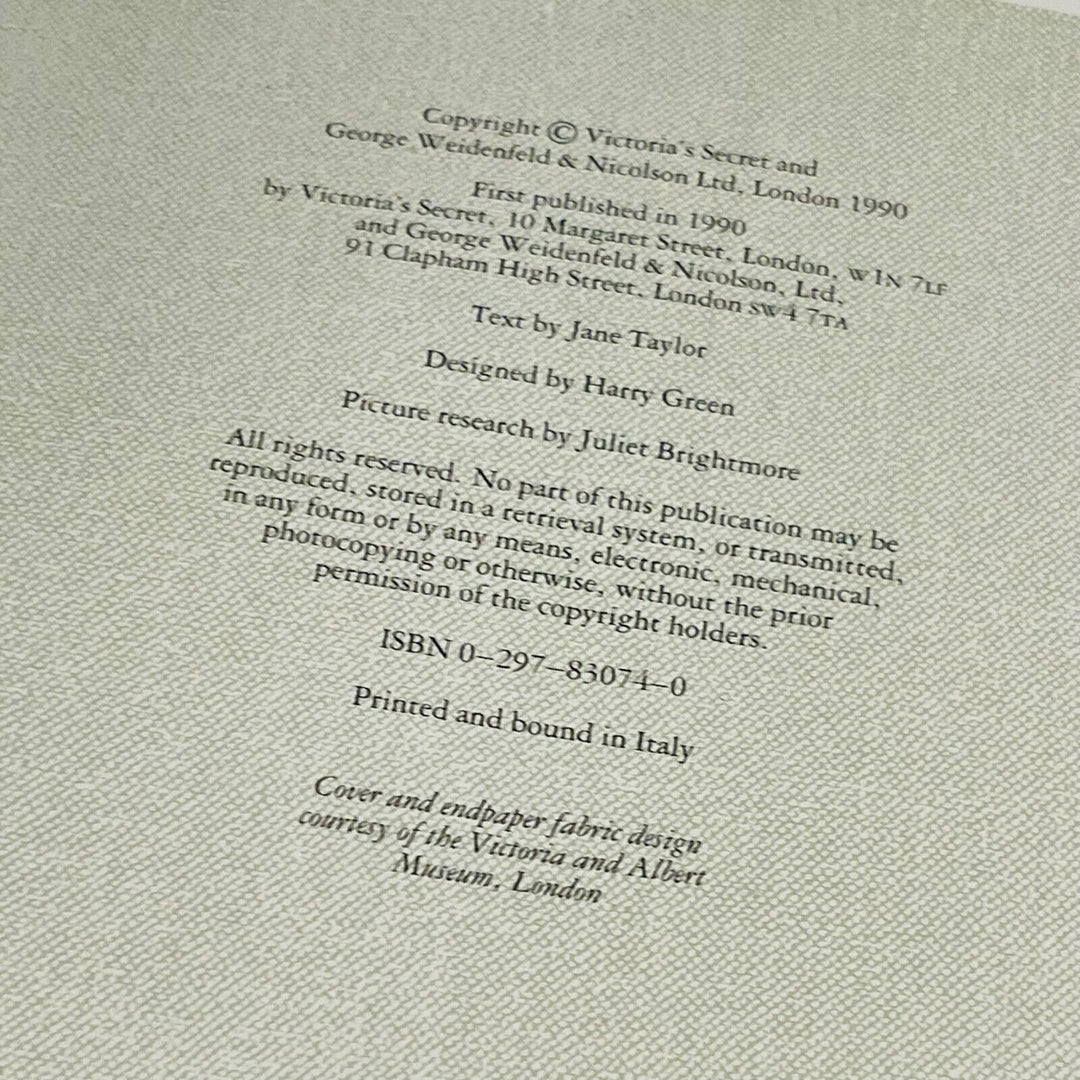 Copyright © Victoria's Secret and
George Weidenfeld & Nicolson Ltd, London 1990
First published in 1990
by Victoria's Secret, 10 Margaret Street, London, W1N 7LF
and George Weidenfeld & Nicolson, Ltd,
91 Clapham High Street, London SW4 7TA
Text by Jane Taylor
Designed by Harry Green
Picture research by Juliet Brightmore
All rights reserved. No part of this publication may be
reproduced, stored in a retrieval system, or transmitted,
in any form or by any means, electronic, mechanical,
photocopying or otherwise, without the prior
permission of the copyright holders.
ISBN 0–297–83074–0
Printed and bound in Italy
Cover and endpaper fabric design
courtesy of the Victoria and Albert
Museum, London